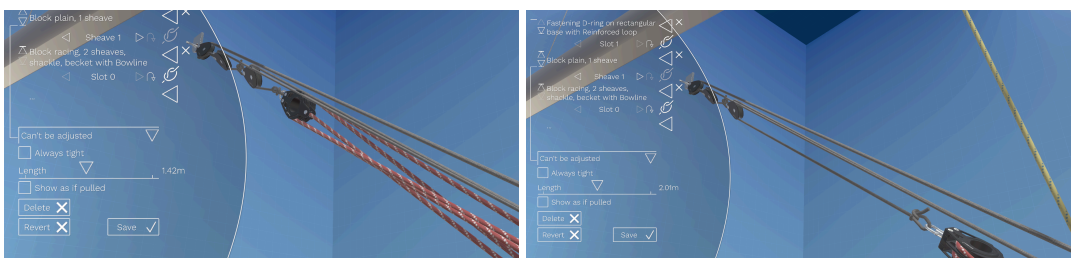 Block plain, 1 sheave
Sheave 1
Block racing, 2 sheaves,
shackle, becket with Bowline
Slot 0
Can't be adjusted
Always tight
Length
1.42m
Show as if pulled
Delete
Revert
Save
Fastening D-ring on rectangular
base with Reinforced loop
Slot 1
Block plain, 1 sheave
Sheave 1
Block racing, 2 sheaves,
shackle, becket with Bowline
Slot 0
Can't be adjusted
Always tight
Length
2.01m
Show as if pulled
Delete
Revert
Save